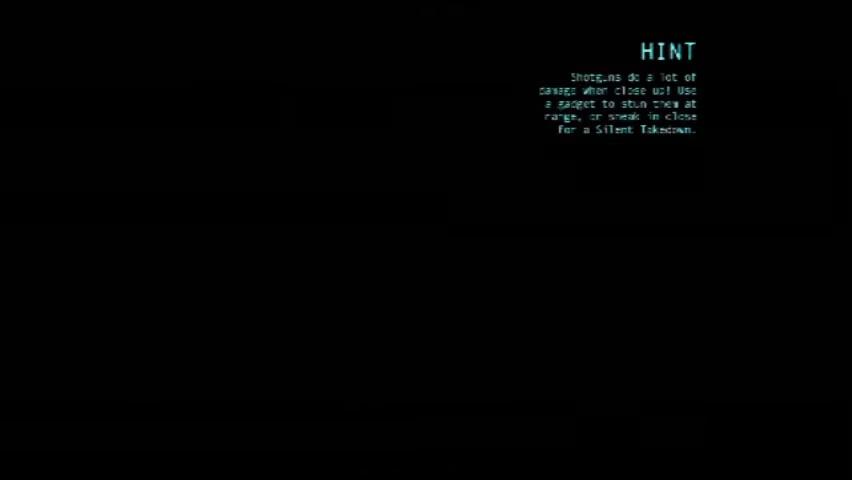 HINT
Shotguns do a lot of
damage when close up! Use
a gadget to stun them at
range, or sneak in close
for a Silent Takedown.